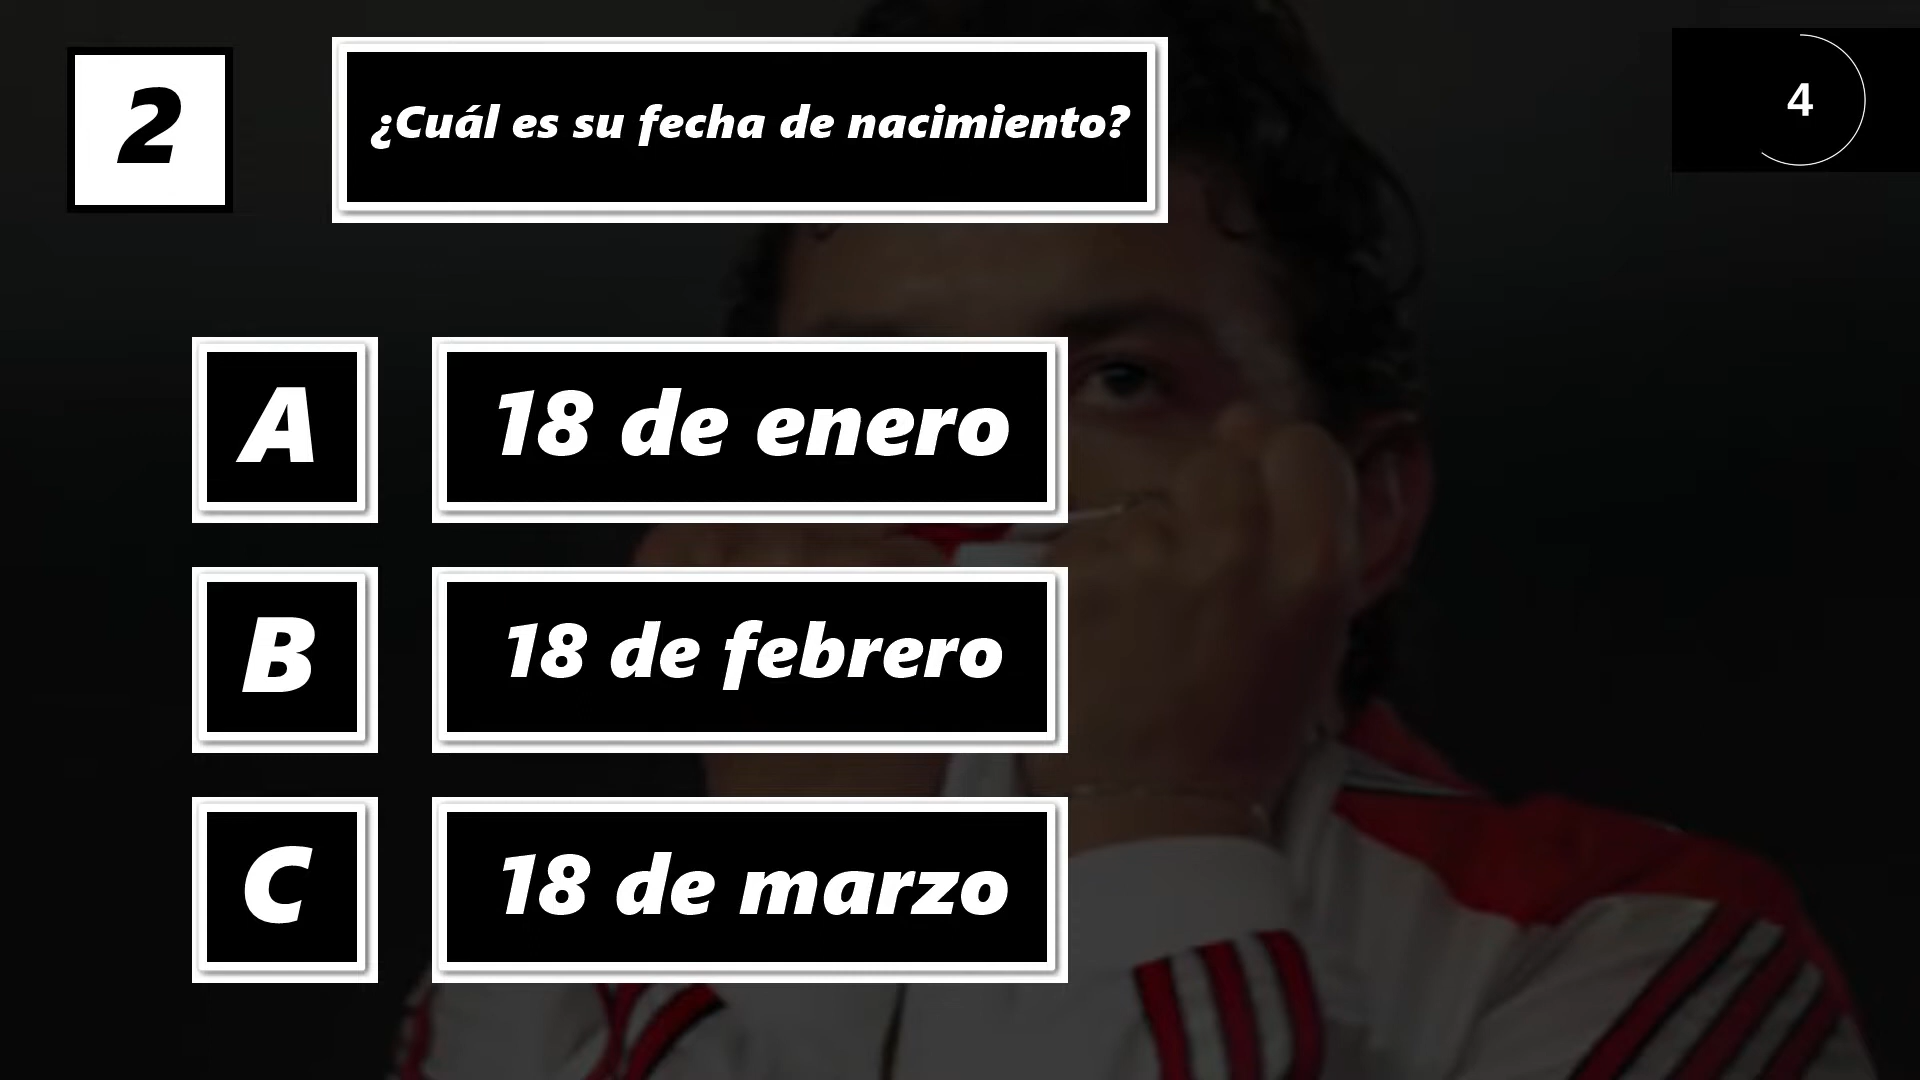 2
¿Cuál es su fecha de nacimiento?
4
A
18 de enero
B
18 de febrero
C
18 de marzo